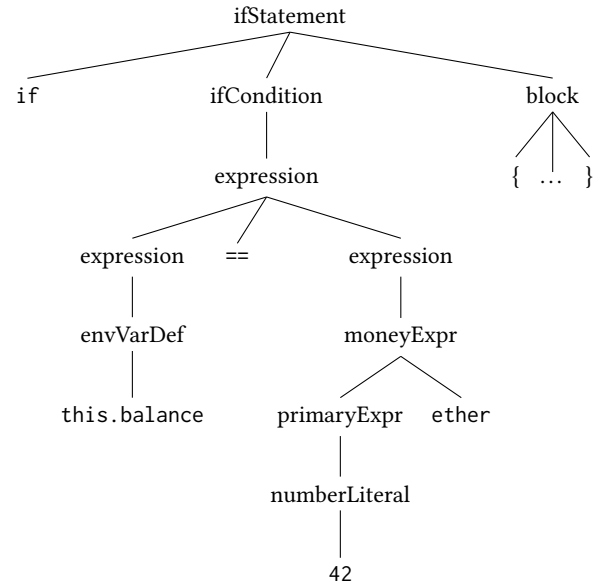 ifStatement
if ifCondition block
expression { ... }
expression == expression
envVarDef moneyExpr
this.balance primaryExpr ether
numberLiteral
42